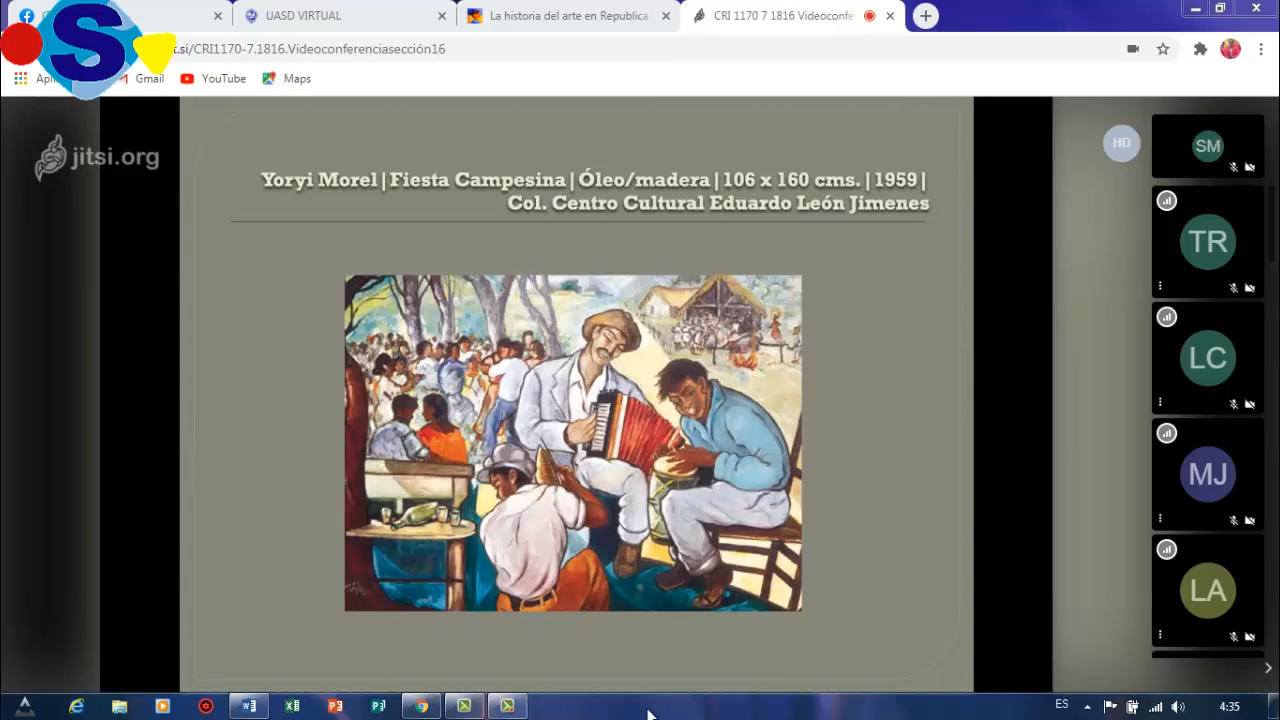 UASD VIRTUAL
La historia del arte en Republica
CRI 1170 7 1816 Videoconfe
S
t.si/CRI1170-7.1816.Videoconferenciasección16
Gmail
YouTube
Maps
jitsi.org
HD
SM
TR
LC
MJ
LA
Yoryi Morel|Fiesta Campesina|Óleo/madera|106 x 160 cms.|1959|
Col. Centro Cultural Eduardo León Jimenes
ES
4:35